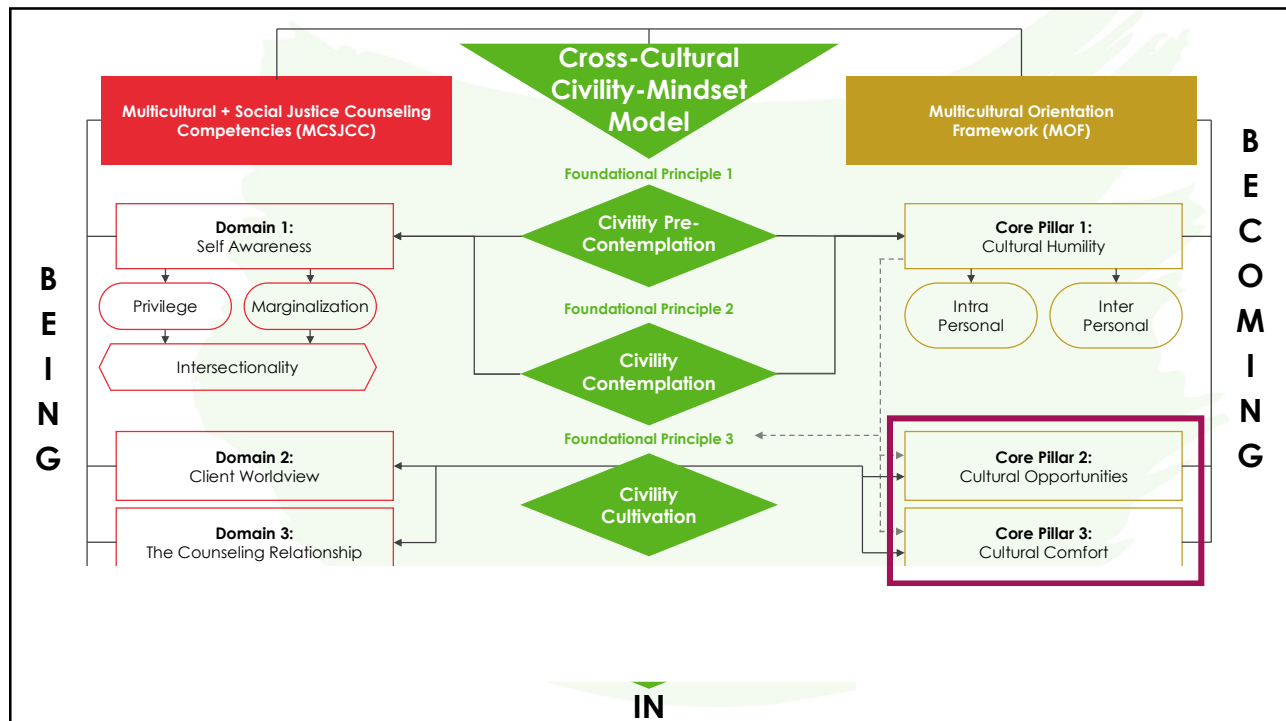 Cross-Cultural
Civility-Mindset
Model
Multicultural + Social Justice Counseling
Competencies (MCSJCC)
Multicultural Orientation
Framework (MOF)
Foundational Principle 1
Civitity Pre-
Contemplation
Domain 1:
Self Awareness
Core Pillar 1:
Cultural Humility
Privilege
Marginalization
Intersectionality
Intra
Personal
Inter
Personal
Foundational Principle 2
Civility
Contemplation
Foundational Principle 3
Civility
Cultivation
Domain 2:
Client Worldview
Domain 3:
The Counseling Relationship
Core Pillar 2:
Cultural Opportunities
Core Pillar 3:
Cultural Comfort
B
E
I
N
G
B
E
C
O
M
I
N
G
IN